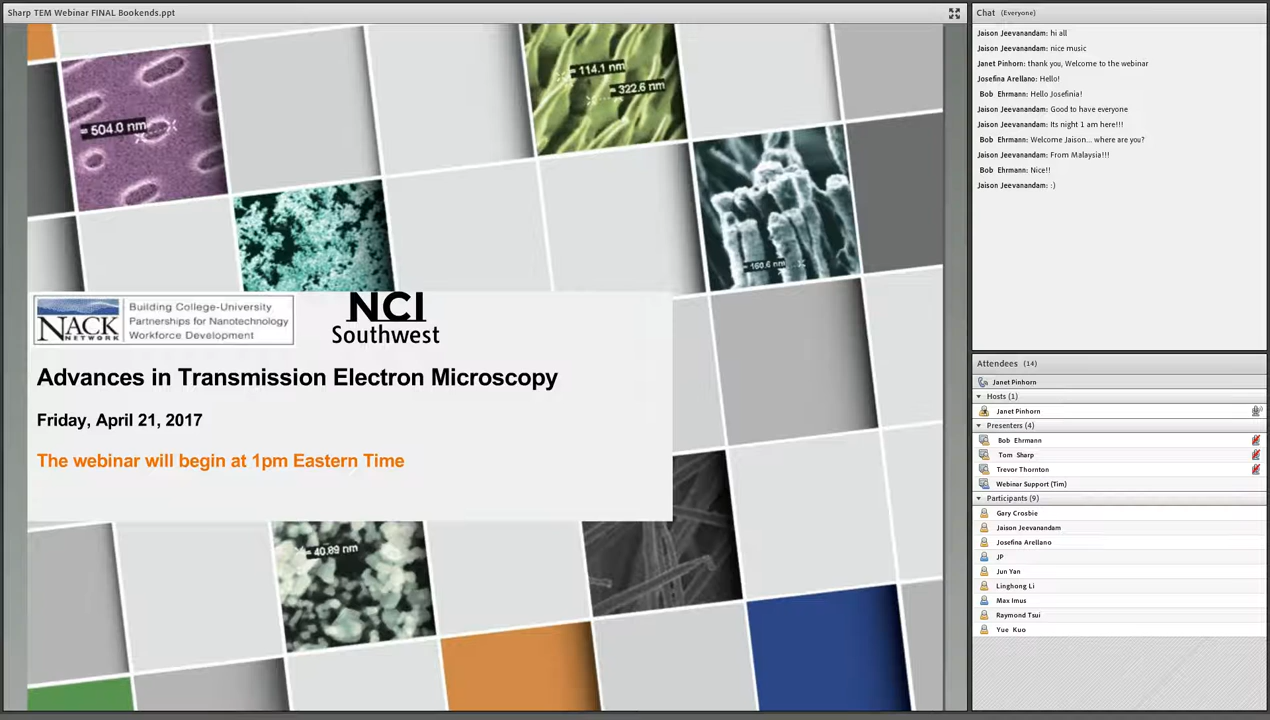 Sharp TEM Webinar FINAL Bookends.ppt
= 504.0 nm
= 114.1 nm
= 322.6 nm
= 160.6 nm
NACK
NETWORK
Building College-University
Partnerships for Nanotechnology
Workforce Development
NCI
Southwest
Advances in Transmission Electron Microscopy
Friday, April 21, 2017
The webinar will begin at 1pm Eastern Time
= 40.89 nm
Chat (Everyone)
Jaison Jeevanandam: hi all
Jaison Jeevanandam: nice music
Janet Pinhorn: thank you, Welcome to the webinar
Josefina Arellano: Hello!
Bob Ehrmann: Hello Josefinia!
Jaison Jeevanandam: Good to have everyone
Jaison Jeevanandam: Its night 1 am here!!!
Bob Ehrmann: Welcome Jaison... where are you?
Jaison Jeevanandam: From Malaysia!!!
Bob Ehrmann: Nice!!
Jaison Jeevanandam: :)
Attendees (14)
Janet Pinhorn
Hosts (1)
Janet Pinhorn
Presenters (4)
Bob Ehrmann
Tom Sharp
Trevor Thornton
Webinar Support (Tim)
Participants (9)
Gary Crosbie
Jaison Jeevanandam
Josefina Arellano
JP
Jun Yan
Linghong Li
Max Imus
Raymond Tsui
Yue Kuo